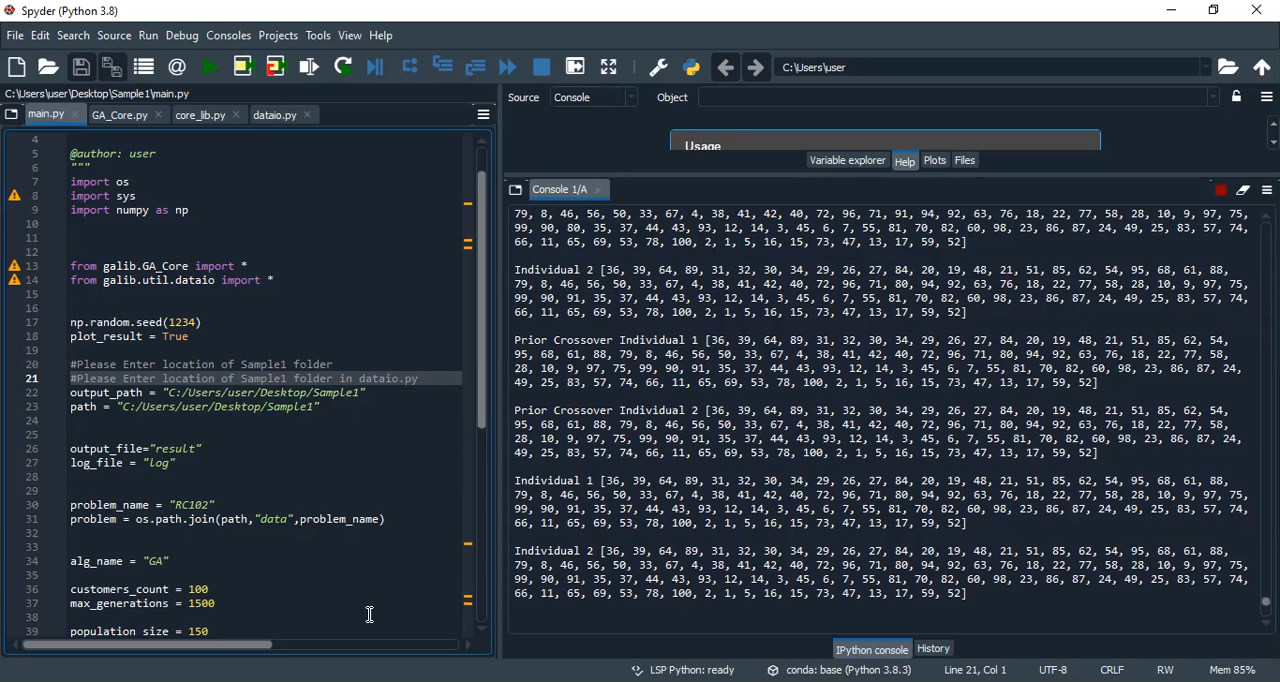 Spyder (Python 3.8)
File Edit Search Source Run Debug Consoles Projects Tools View Help
C:\Users\user
C:\Users\user\Desktop\Sample1\main.py
main.py GA_Core.py core_lib.py dataio.py
4
5 @author: user
6 """
7 import os
8 import sys
9 import numpy as np
10
11
12
13 from galib.GA_Core import *
14 from galib.util.dataio import *
15
16
17 np.random.seed(1234)
18 plot_result = True
19
20 #Please Enter location of Sample1 folder
21 #Please Enter location of Sample1 folder in dataio.py
22 output_path = "C:/Users/user/Desktop/Sample1"
23 path = "C:/Users/user/Desktop/Sample1"
24
25
26 output_file="result"
27 log_file = "log"
28
29
30 problem_name = "RC102"
31 problem = os.path.join(path,"data",problem_name)
32
33
34 alg_name = "GA"
35
36 customers_count = 100
37 max_generations = 1500
38
39 population_size = 150
Source Console Object
Usage
Variable explorer Help Plots Files
Console 1/A
79, 8, 46, 56, 50, 33, 67, 4, 38, 41, 42, 40, 72, 96, 71, 91, 94, 92, 63, 76, 18, 22, 77, 58, 28, 10, 9, 97, 75,
99, 90, 80, 35, 37, 44, 43, 93, 12, 14, 3, 45, 6, 7, 55, 81, 70, 82, 60, 98, 23, 86, 87, 24, 49, 25, 83, 57, 74,
66, 11, 65, 69, 53, 78, 100, 2, 1, 5, 16, 15, 73, 47, 13, 17, 59, 52]
Individual 2 [36, 39, 64, 89, 31, 32, 30, 34, 29, 26, 27, 84, 20, 19, 48, 21, 51, 85, 62, 54, 95, 68, 61, 88,
79, 8, 46, 56, 50, 33, 67, 4, 38, 41, 42, 40, 72, 96, 71, 80, 94, 92, 63, 76, 18, 22, 77, 58, 28, 10, 9, 97, 75,
99, 90, 91, 35, 37, 44, 43, 93, 12, 14, 3, 45, 6, 7, 55, 81, 70, 82, 60, 98, 23, 86, 87, 24, 49, 25, 83, 57, 74,
66, 11, 65, 69, 53, 78, 100, 2, 1, 5, 16, 15, 73, 47, 13, 17, 59, 52]
Prior Crossover Individual 1 [36, 39, 64, 89, 31, 32, 30, 34, 29, 26, 27, 84, 20, 19, 48, 21, 51, 85, 62, 54,
95, 68, 61, 88, 79, 8, 46, 56, 50, 33, 67, 4, 38, 41, 42, 40, 72, 96, 71, 80, 94, 92, 63, 76, 18, 22, 77, 58,
28, 10, 9, 97, 75, 99, 90, 91, 35, 37, 44, 43, 93, 12, 14, 3, 45, 6, 7, 55, 81, 70, 82, 60, 98, 23, 86, 87, 24,
49, 25, 83, 57, 74, 66, 11, 65, 69, 53, 78, 100, 2, 1, 5, 16, 15, 73, 47, 13, 17, 59, 52]
Prior Crossover Individual 2 [36, 39, 64, 89, 31, 32, 30, 34, 29, 26, 27, 84, 20, 19, 48, 21, 51, 85, 62, 54,
95, 68, 61, 88, 79, 8, 46, 56, 50, 33, 67, 4, 38, 41, 42, 40, 72, 96, 71, 80, 94, 92, 63, 76, 18, 22, 77, 58,
28, 10, 9, 97, 75, 99, 90, 91, 35, 37, 44, 43, 93, 12, 14, 3, 45, 6, 7, 55, 81, 70, 82, 60, 98, 23, 86, 87, 24,
49, 25, 83, 57, 74, 66, 11, 65, 69, 53, 78, 100, 2, 1, 5, 16, 15, 73, 47, 13, 17, 59, 52]
Individual 1 [36, 39, 64, 89, 31, 32, 30, 34, 29, 26, 27, 84, 20, 19, 48, 21, 51, 85, 62, 54, 95, 68, 61, 88,
79, 8, 46, 56, 50, 33, 67, 4, 38, 41, 42, 40, 72, 96, 71, 80, 94, 92, 63, 76, 18, 22, 77, 58, 28, 10, 9, 97, 75,
99, 90, 91, 35, 37, 44, 43, 93, 12, 14, 3, 45, 6, 7, 55, 81, 70, 82, 60, 98, 23, 86, 87, 24, 49, 25, 83, 57, 74,
66, 11, 65, 69, 53, 78, 100, 2, 1, 5, 16, 15, 73, 47, 13, 17, 59, 52]
Individual 2 [36, 39, 64, 89, 31, 32, 30, 34, 29, 26, 27, 84, 20, 19, 48, 21, 51, 85, 62, 54, 95, 68, 61, 88,
79, 8, 46, 56, 50, 33, 67, 4, 38, 41, 42, 40, 72, 96, 71, 80, 94, 92, 63, 76, 18, 22, 77, 58, 28, 10, 9, 97, 75,
99, 90, 91, 35, 37, 44, 43, 93, 12, 14, 3, 45, 6, 7, 55, 81, 70, 82, 60, 98, 23, 86, 87, 24, 49, 25, 83, 57, 74,
66, 11, 65, 69, 53, 78, 100, 2, 1, 5, 16, 15, 73, 47, 13, 17, 59, 52]
IPython console History
LSP Python: ready conda: base (Python 3.8.3) Line 21, Col 1 UTF-8 CRLF RW Mem 85%